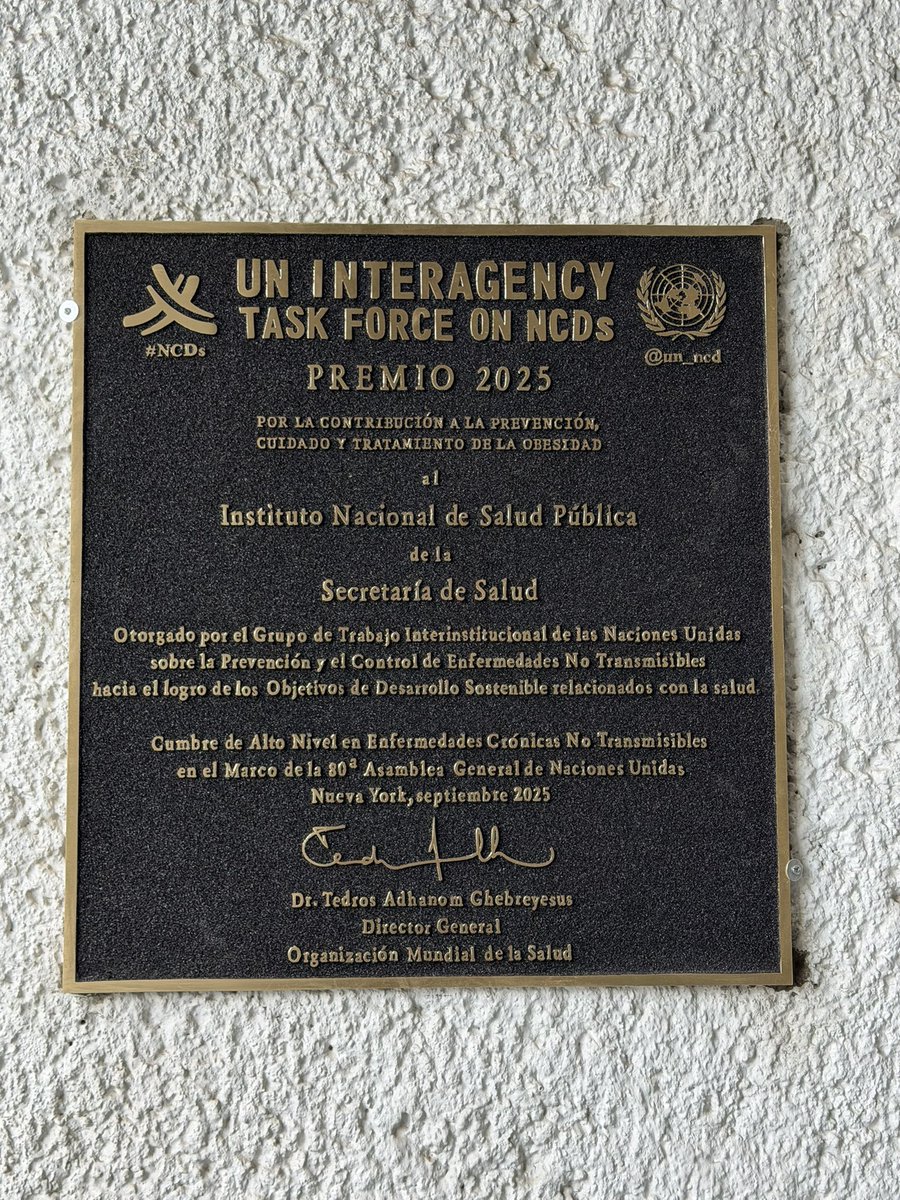 UN INTERAGENCY
TASK FORCE ON NCDs
#NCDs
@un_ncd
PREMIO 2025
POR LA CONTRIBUCIÓN A LA PREVENCIÓN,
CUIDADO Y TRATAMIENTO DE LA OBESIDAD
al
Instituto Nacional de Salud Pública
de la
Secretaría de Salud
Otorgado por el Grupo de Trabajo Interinstitucional de las Naciones Unidas
sobre la Prevención y el Control de Enfermedades No Transmisibles
hacia el logro de los Objetivos de Desarrollo Sostenible relacionados con la salud.
Cumbre de Alto Nivel en Enfermedades Crónicas No Transmisibles
en el Marco de la 80ª Asamblea General de Naciones Unidas
Nueva York, septiembre 2025
Dr. Tedros Adhanom Ghebreyesus
Director General
Organización Mundial de la Salud